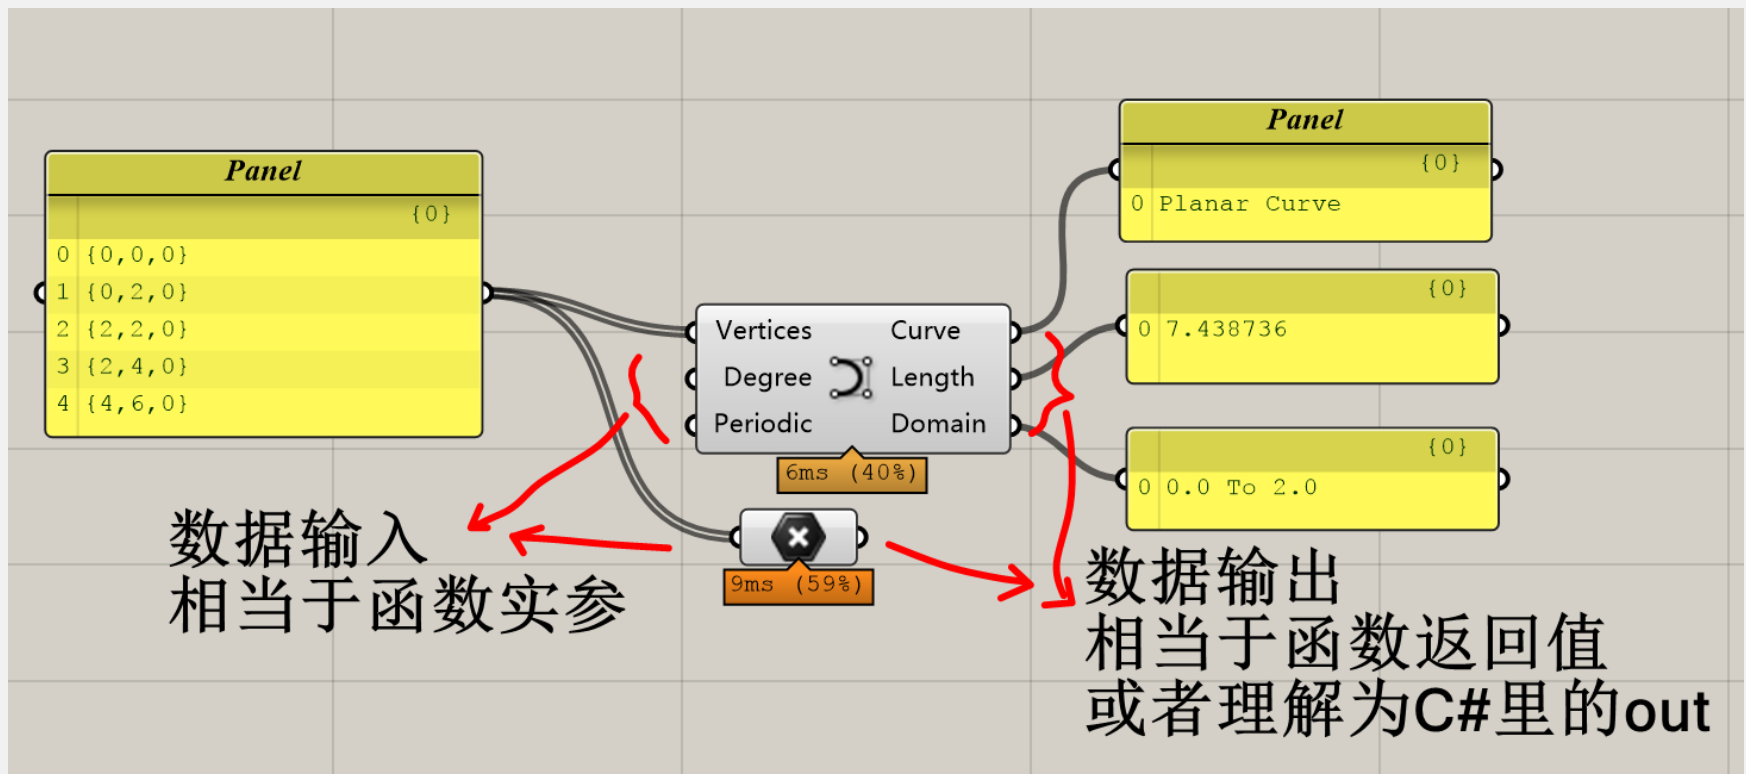 Panel
{0}
0 {0,0,0}
1 {0,2,0}
2 {2,2,0}
3 {2,4,0}
4 {4,6,0}
Vertices
Degree
Periodic
Curve
Length
Domain
6ms (40%)
9ms (59%)
Panel
{0}
0 Planar Curve
{0}
0 7.438736
{0}
0 0.0 To 2.0
数据输入
相当于函数实参
数据输出
相当于函数返回值
或者理解为C#里的out